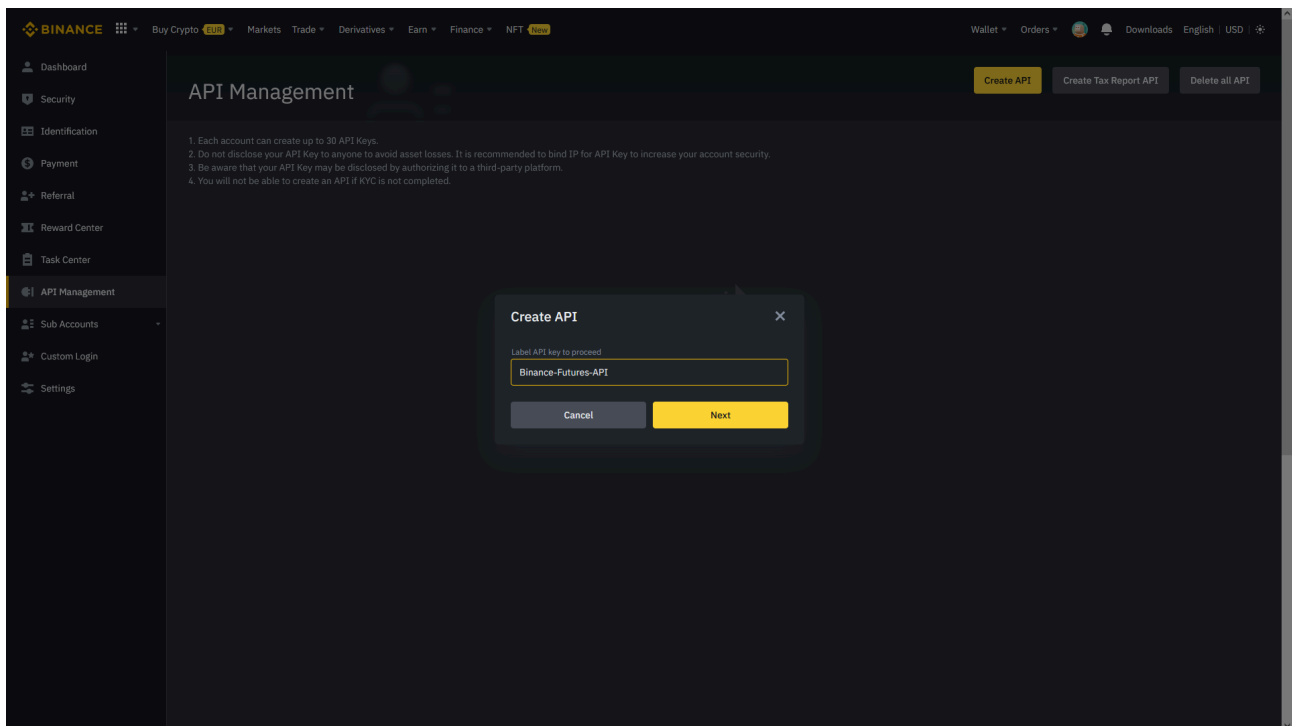 BINANCE Buy Crypto EUR Markets Trade Derivatives Earn Finance NFT New Wallet Orders Downloads English | USD
Dashboard
Security
Identification
Payment
Referral
Reward Center
Task Center
API Management
Sub Accounts
Custom Login
Settings
API Management
Create API Create Tax Report API Delete all API
1. Each account can create up to 30 API Keys.
2. Do not disclose your API Key to anyone to avoid asset losses. It is recommended to bind IP for API Key to increase your account security.
3. Be aware that your API Key may be disclosed by authorizing it to a third-party platform.
4. You will not be able to create an API if KYC is not completed.
Create API
Label API key to proceed
Binance-Futures-API
Cancel Next